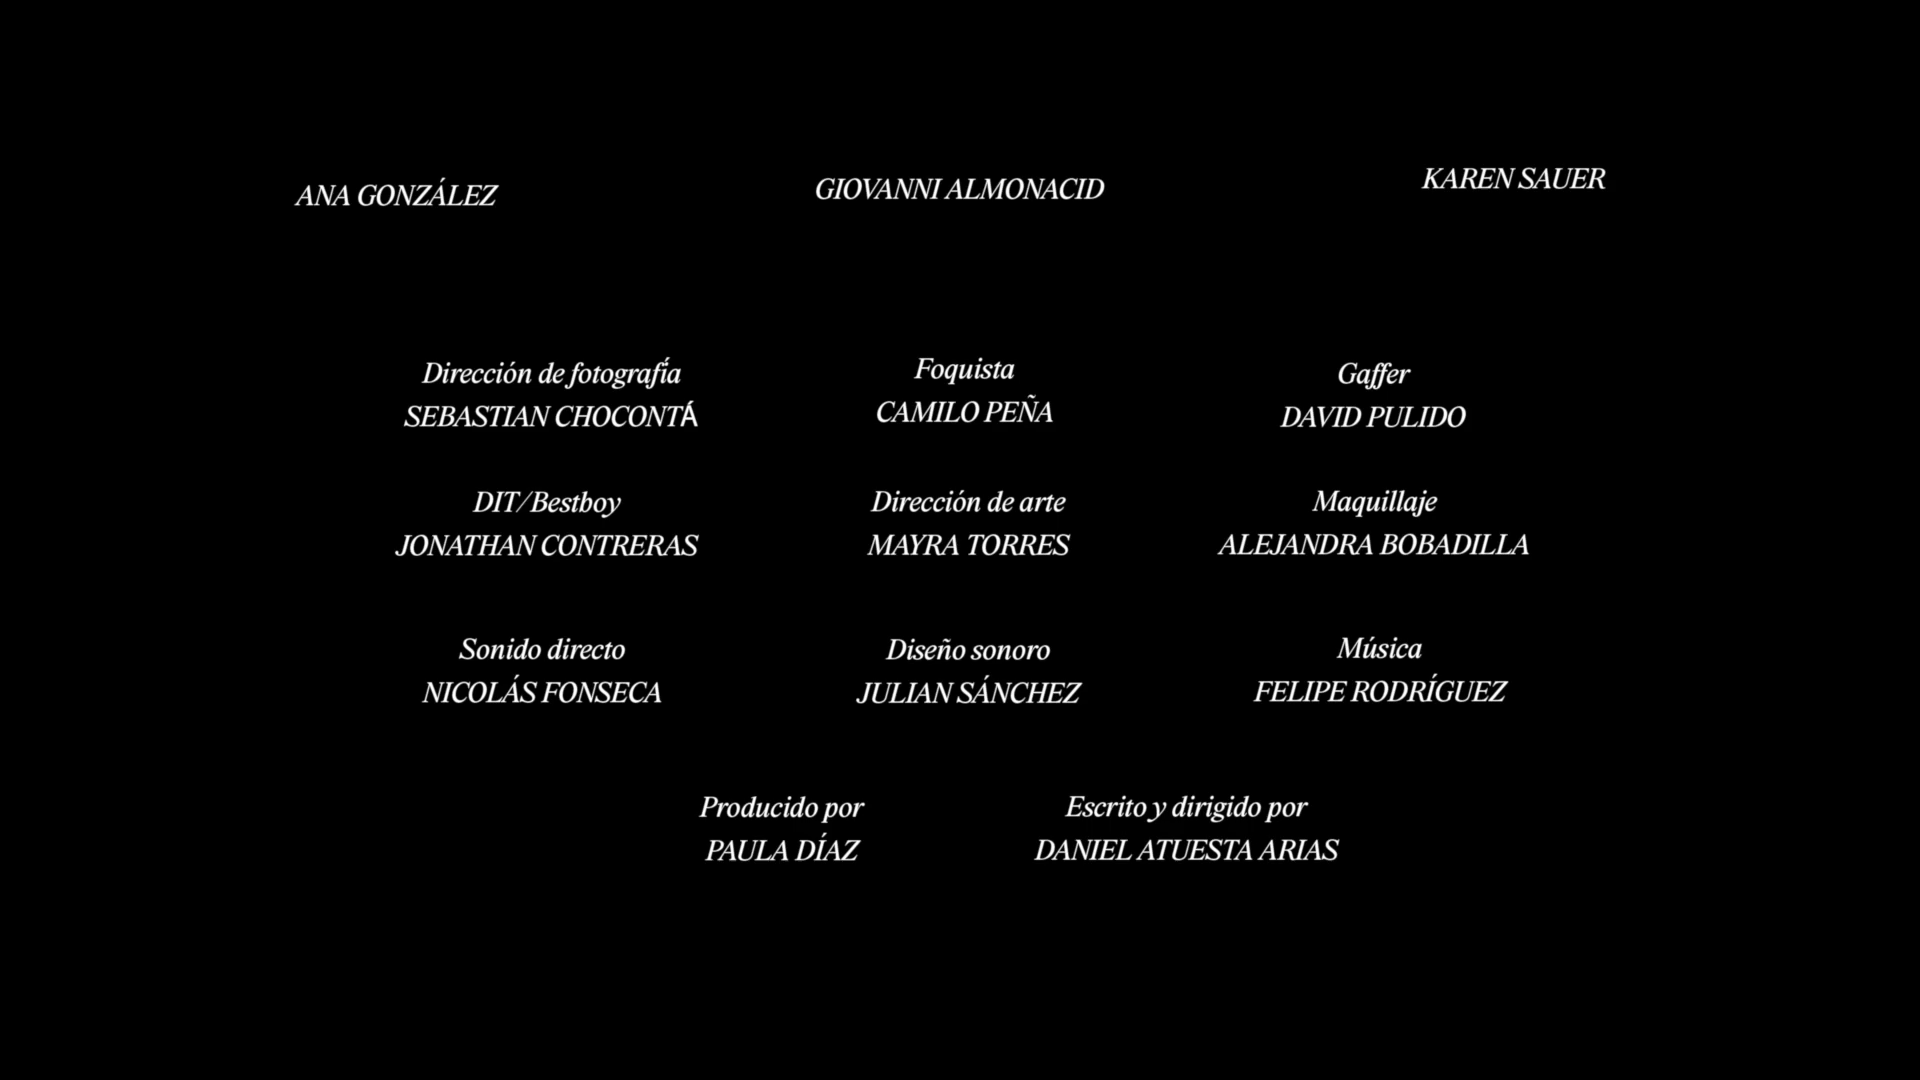 ANA GONZÁLEZ
GIOVANNI ALMONACID
KAREN SAUER
Dirección de fotografía
SEBASTIAN CHOCONTÁ
Foquista
CAMILO PEÑA
Gaffer
DAVID PULIDO
DIT/Bestboy
JONATHAN CONTRERAS
Dirección de arte
MAYRA TORRES
Maquillaje
ALEJANDRA BOBADILLA
Sonido directo
NICOLÁS FONSECA
Diseño sonoro
JULIAN SÁNCHEZ
Música
FELIPE RODRÍGUEZ
Producido por
PAULA DÍAZ
Escrito y dirigido por
DANIEL ATUESTA ARIAS